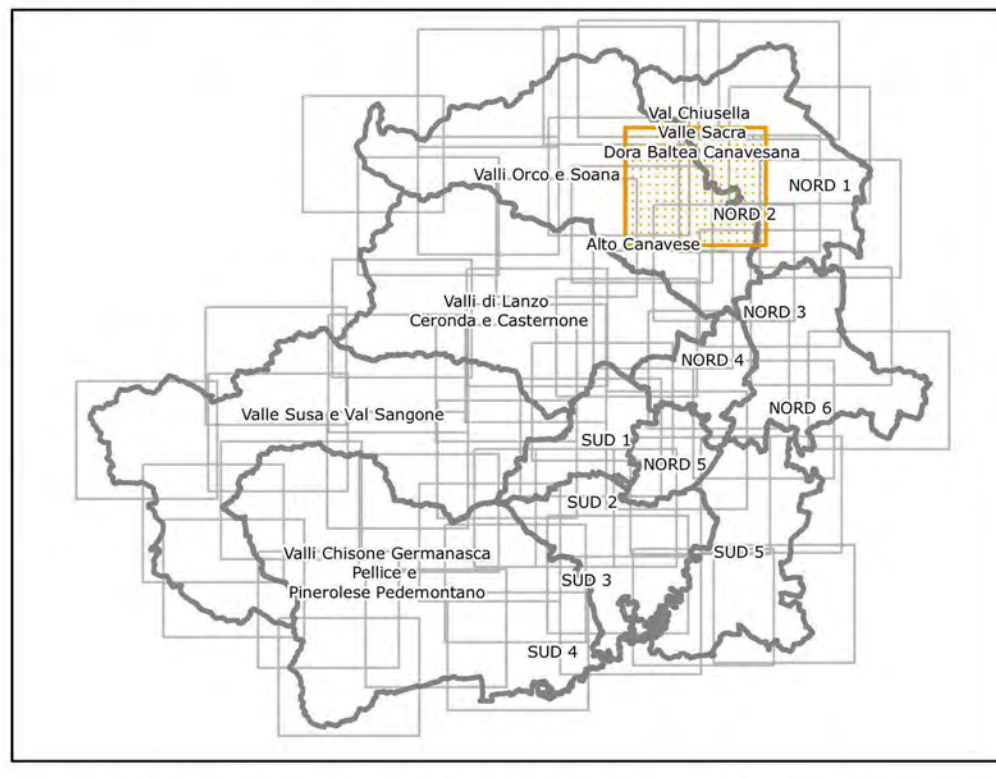 Val Chiusella
Valle Sacra
Dora Baltea Canavesana
Valli Orco e Soana
NORD 1
NORD 2
Alto Canavese
Valli di Lanzo
Ceronda e Casternone
NORD 3
NORD 4
NORD 6
Valle Susa e Val Sangone
SUD 1
NORD 5
SUD 2
Valli Chisone Germanasca
Pellice e
Pinerolese Pedemontano
SUD 5
SUD 3
SUD 4